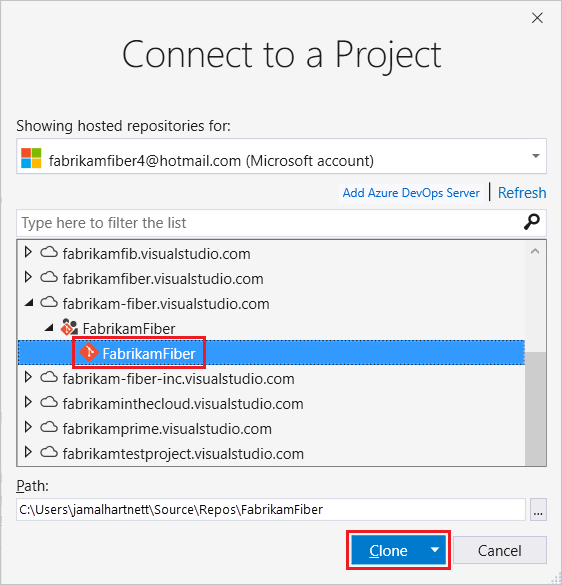 Connect to a Project
Showing hosted repositories for:
fabrikamfiber4@hotmail.com (Microsoft account)
Add Azure DevOps Server | Refresh
Type here to filter the list
fabrikamfib.visualstudio.com
fabrikamfiber.visualstudio.com
fabrikam-fiber.visualstudio.com
FabrikamFiber
FabrikamFiber
fabrikam-fiber-inc.visualstudio.com
fabrikaminthecloud.visualstudio.com
fabrikamprime.visualstudio.com
fabrikamtestproject.visualstudio.com
Path:
C:\Users\jamalhartnett\Source\Repos\FabrikamFiber ...
Clone Cancel